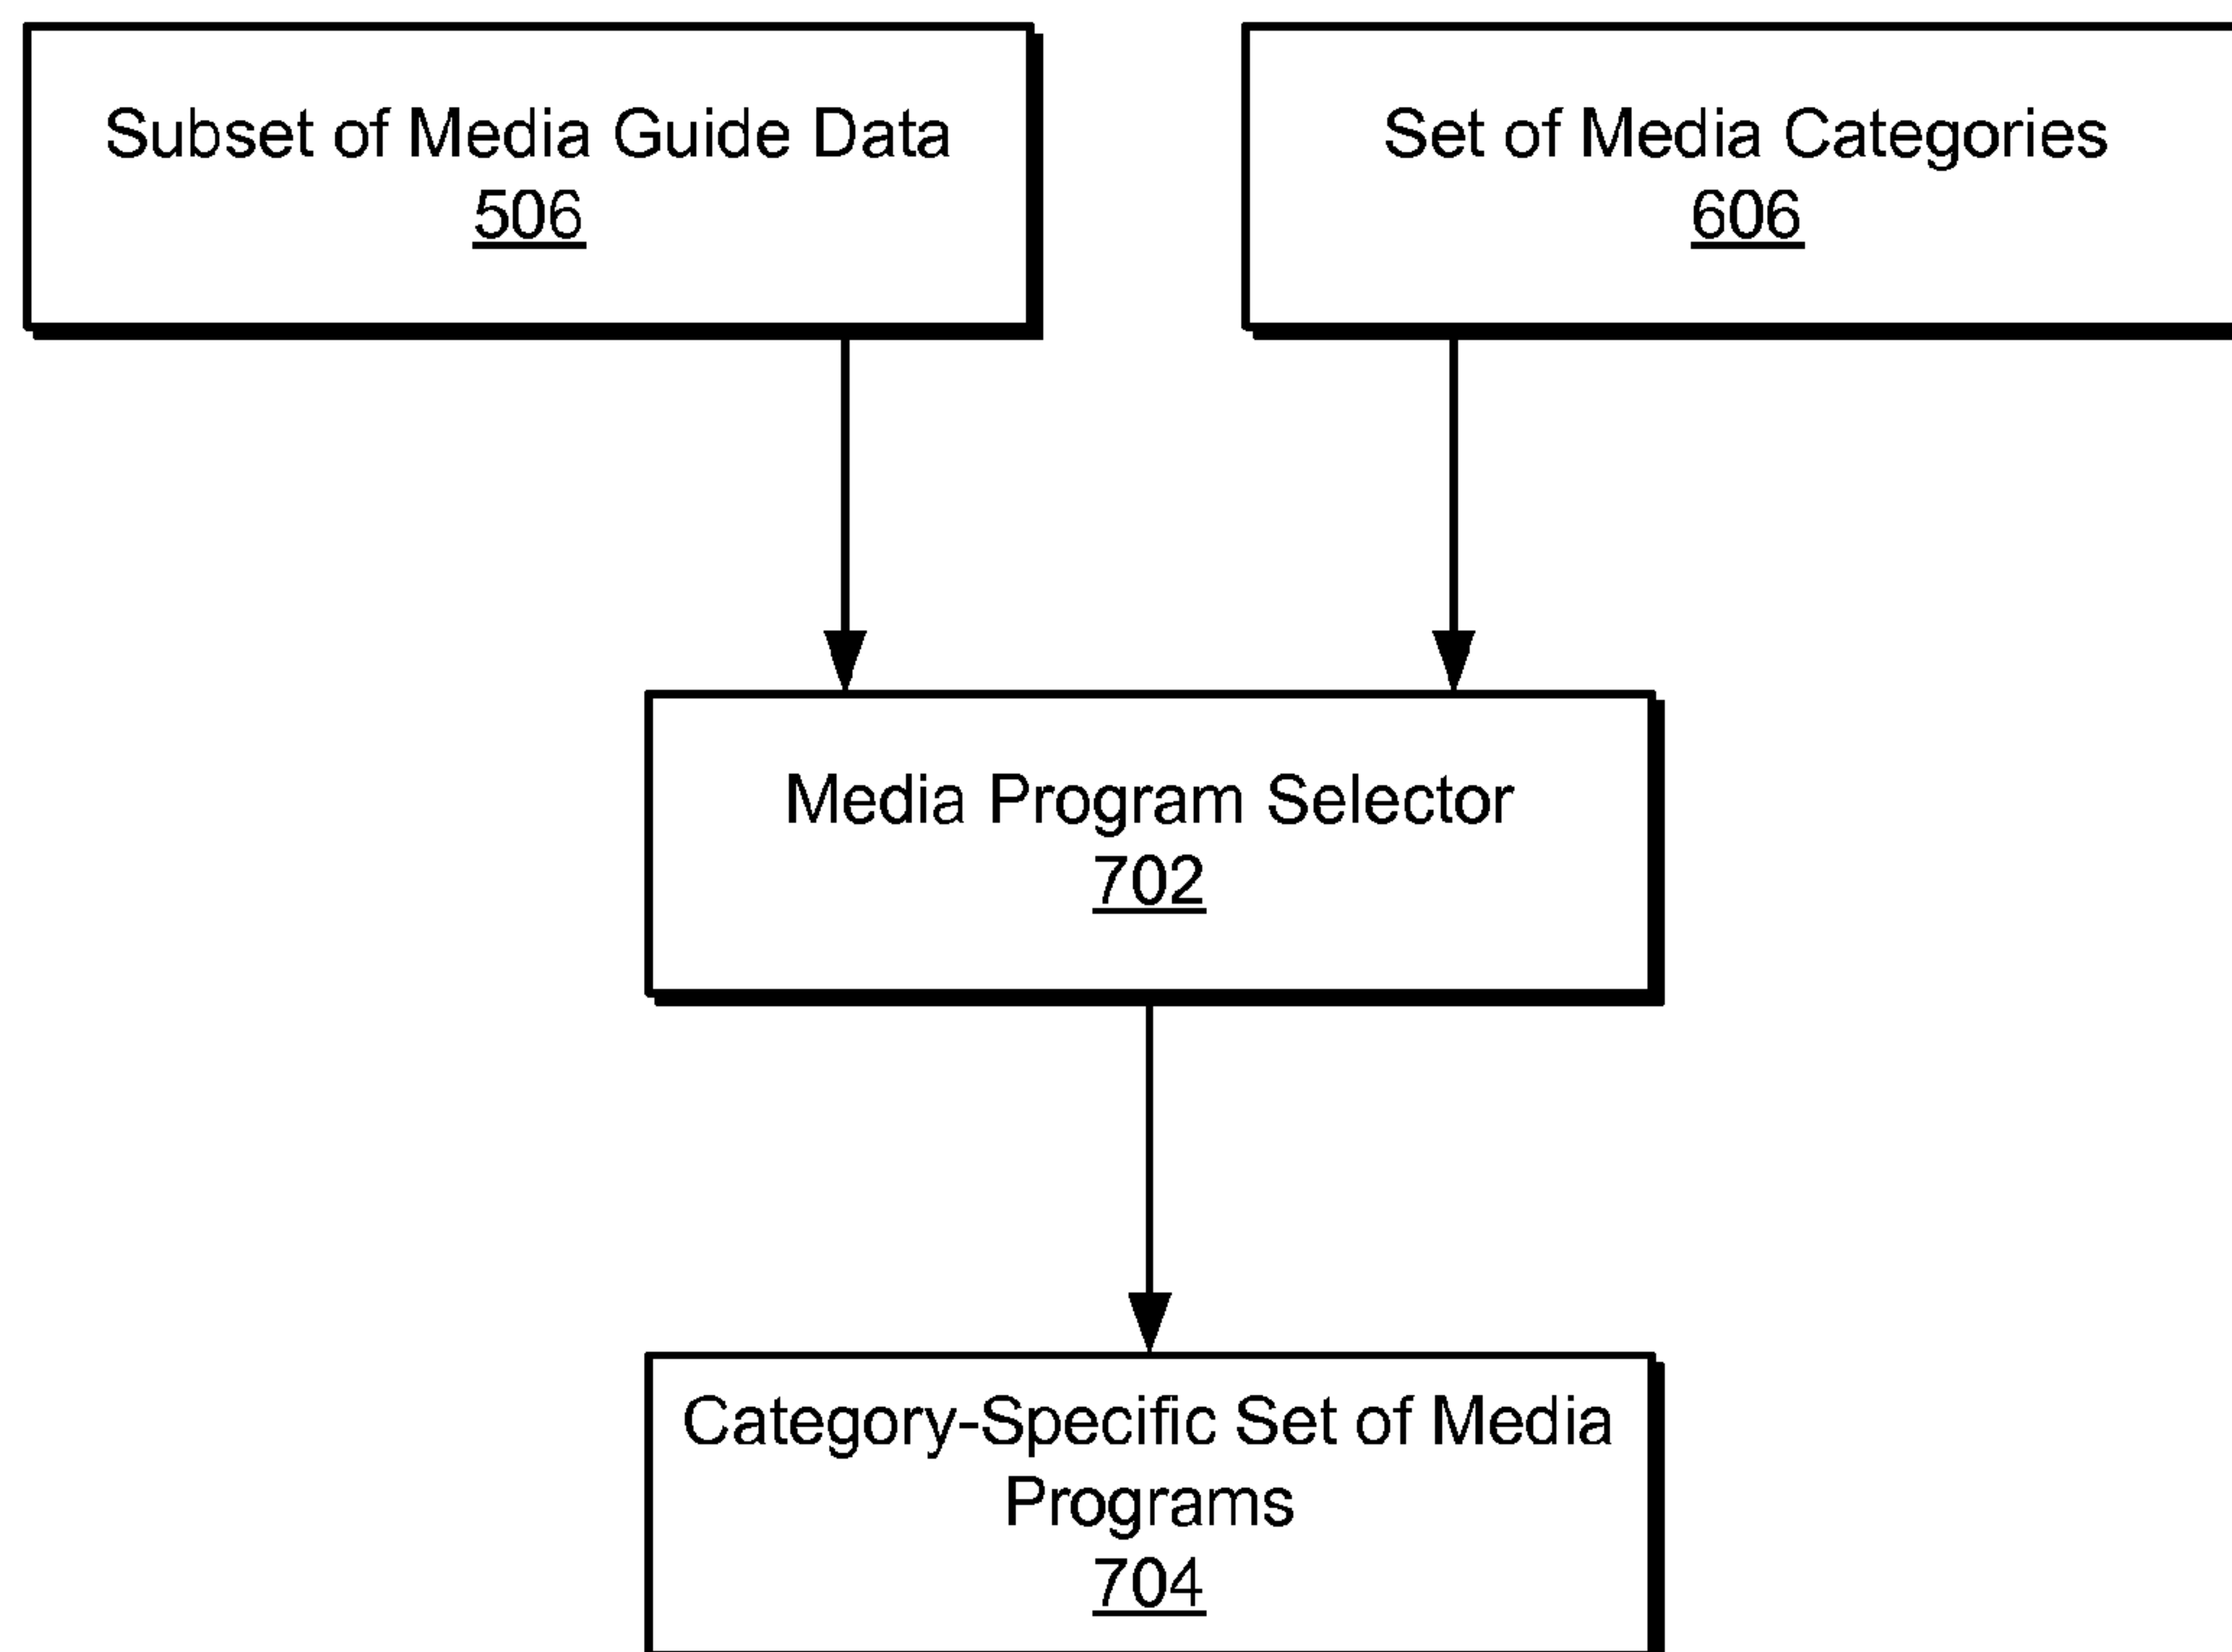 Subset of Media Guide Data
506
Set of Media Categories
606
Media Program Selector
702
Category-Specific Set of Media
Programs
704